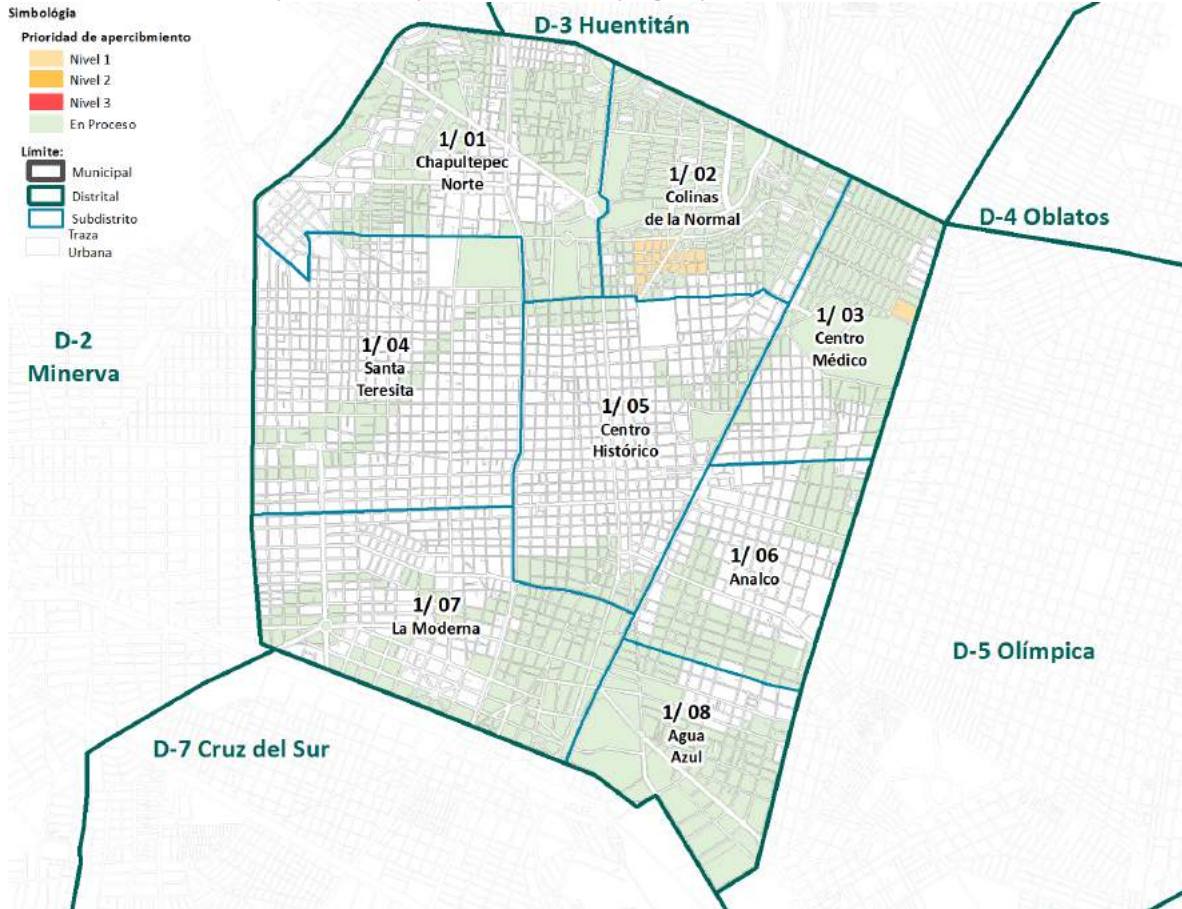 Simbológia
Prioridad de apercibmiento
Nivel 1
Nivel 2
Nivel 3
En Proceso
Límite:
Municipal
Distrital
Subdistrito
Traza
Urbana
D-3 Huentitán
1/ 01
Chapultepec
Norte
1/ 02
Colinas
de la Normal
D-4 Oblatos
1/ 03
Centro
Médico
D-2
Minerva
1/ 04
Santa
Teresita
1/ 05
Centro
Histórico
1/ 06
Analco
1/ 07
La Moderna
D-5 Olímpica
1/ 08
Agua
Azul
D-7 Cruz del Sur